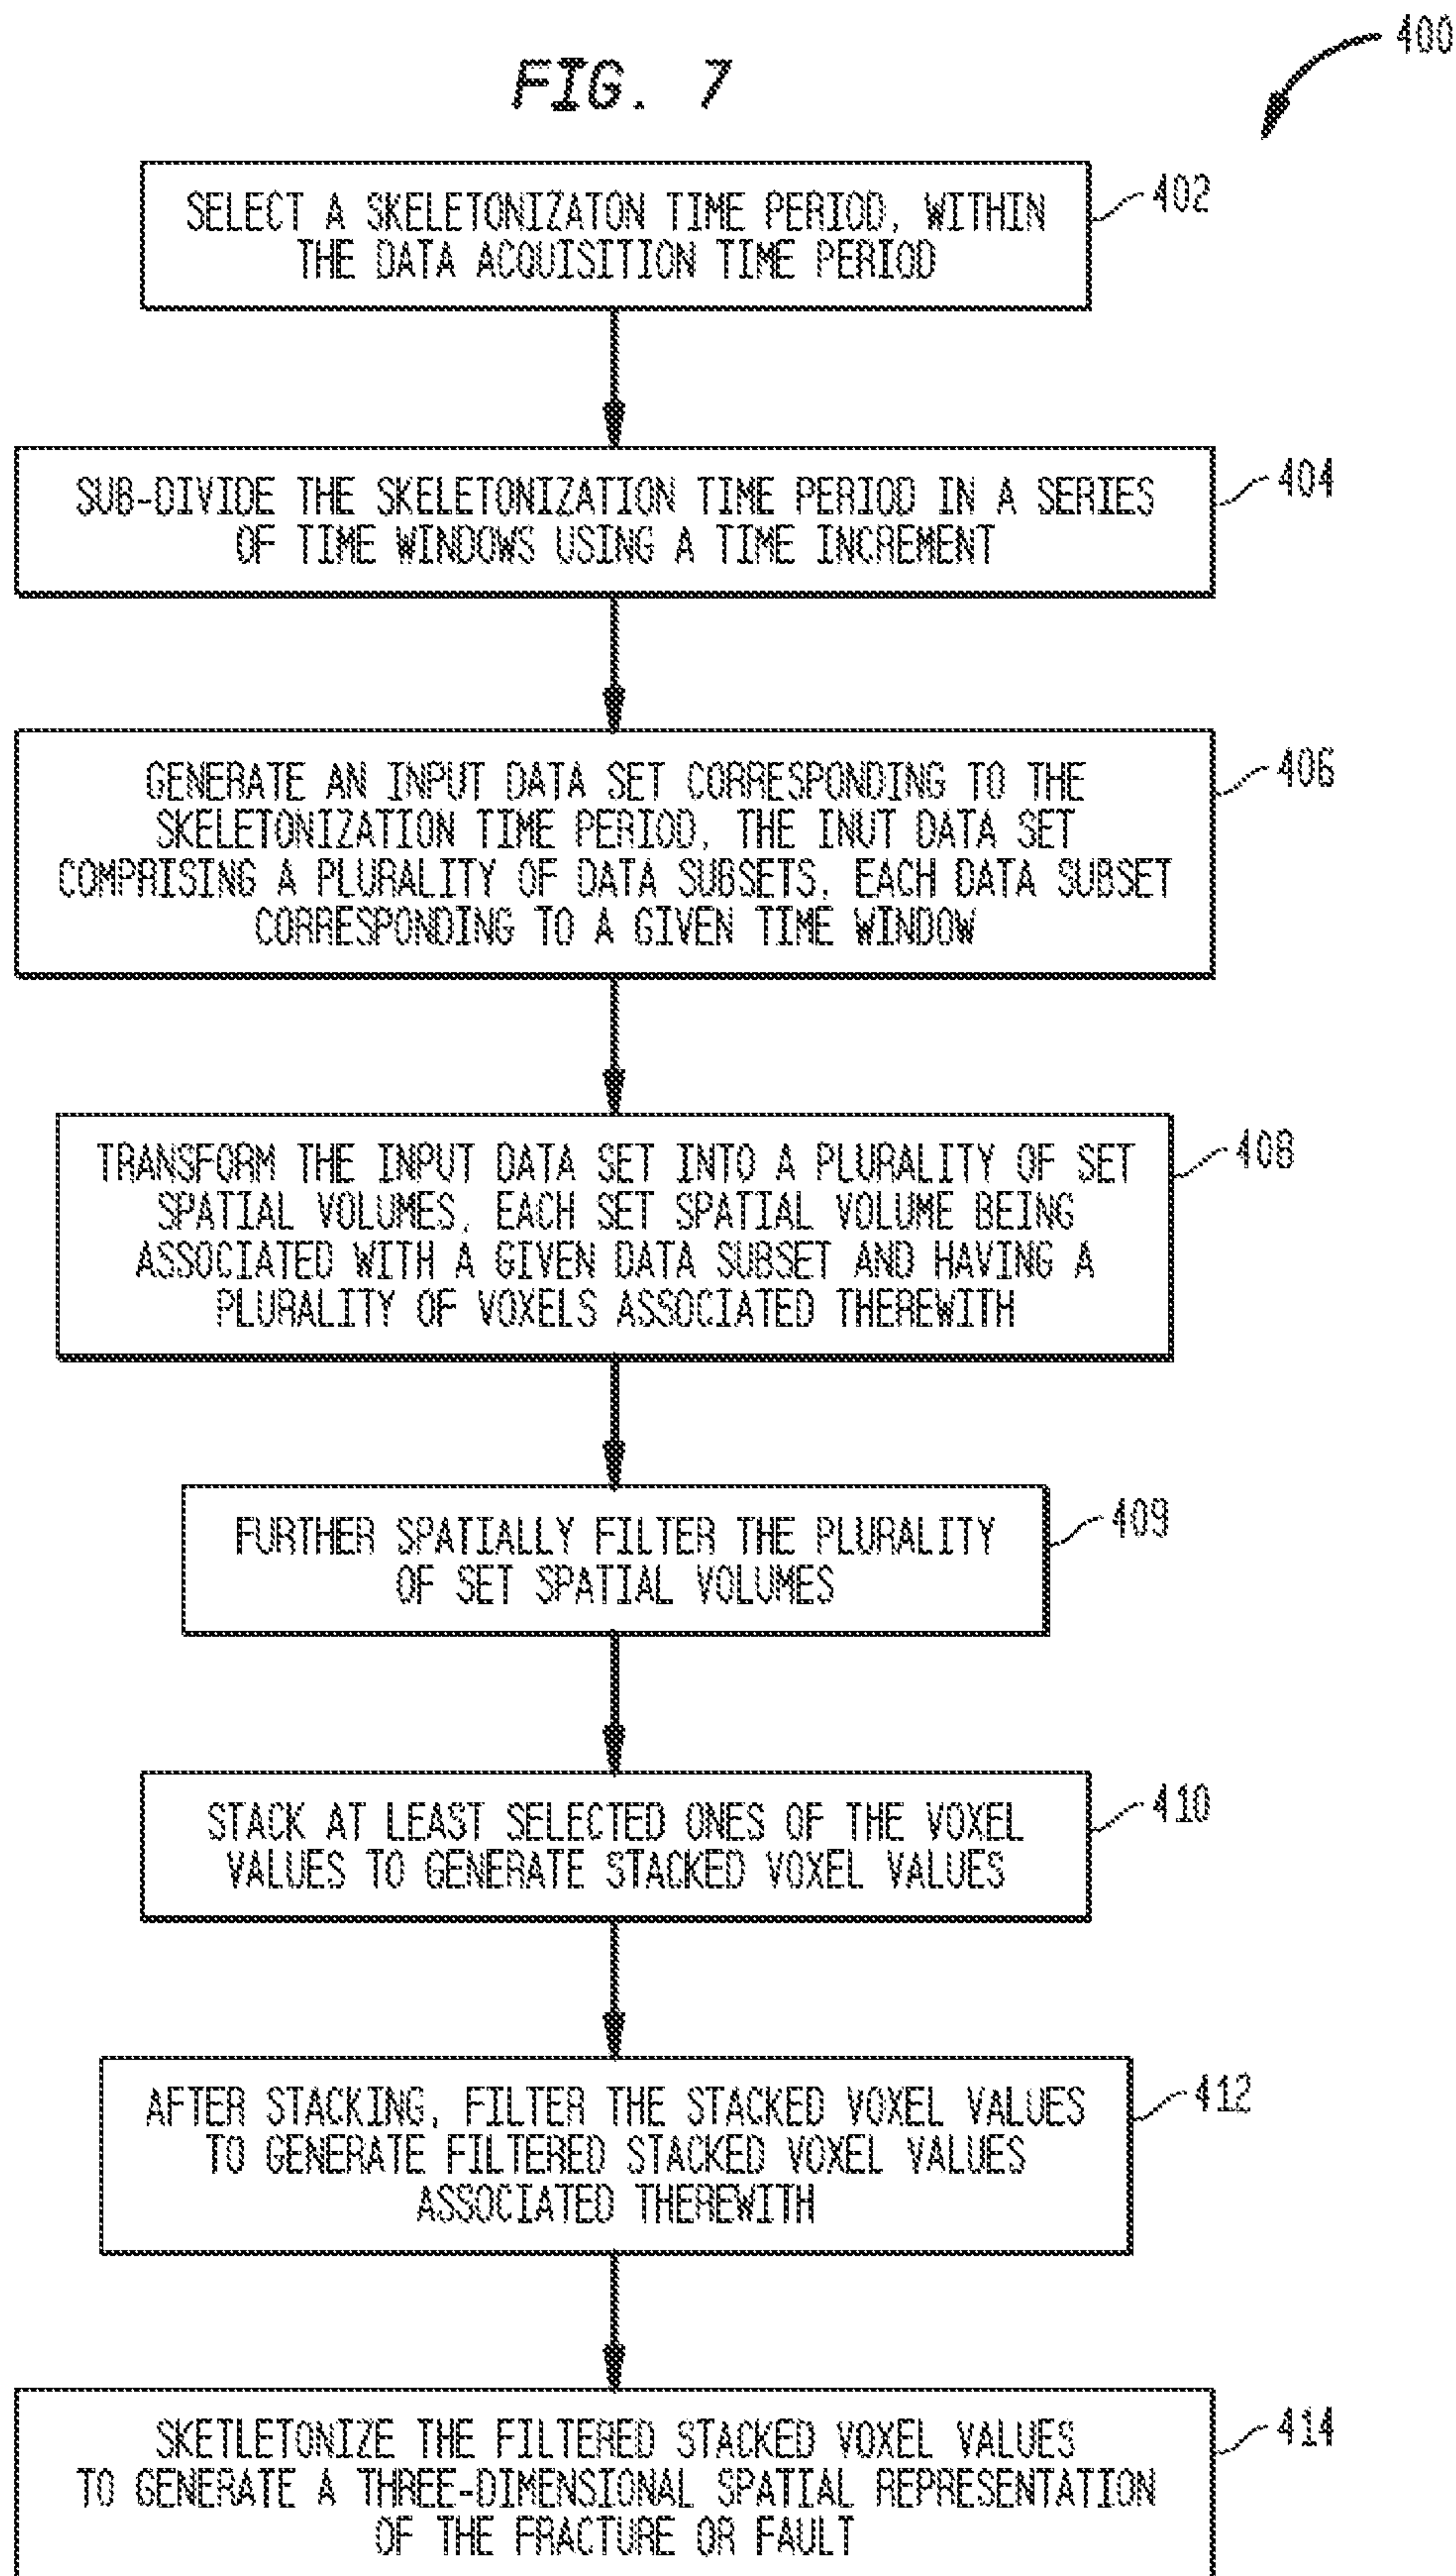 400
FIG. 7
SELECT A SKELETONIZATON TIME PERIOD, WITHIN
THE DATA ACQUISITION TIME PERIOD
402
SUB-DIVIDE THE SKELETONIZATION TIME PERIOD IN A SERIES
OF TIME WINDOWS USING A TIME INCREMENT
404
GENERATE AN INPUT DATA SET CORRESPONDING TO THE
SKELETONIZATION TIME PERIOD, THE INUT DATA SET
COMPRISING A PLURALITY OF DATA SUBSETS, EACH DATA SUBSET
CORRESPONDING TO A GIVEN TIME WINDOW
406
TRANSFORM THE INPUT DATA SET INTO A PLURALITY OF SET
SPATIAL VOLUMES, EACH SET SPATIAL VOLUME BEING
ASSOCIATED WITH A GIVEN DATA SUBSET AND HAVING A
PLURALITY OF VOXELS ASSOCIATED THEREWITH
408
FURTHER SPATIALLY FILTER THE PLURALITY
OF SET SPATIAL VOLUMES
409
STACK AT LEAST SELECTED ONES OF THE VOXEL
VALUES TO GENERATE STACKED VOXEL VALUES
410
AFTER STACKING, FILTER THE STACKED VOXEL VALUES
TO GENERATE FILTERED STACKED VOXEL VALUES
ASSOCIATED THEREWITH
412
SKETLETONIZE THE FILTERED STACKED VOXEL VALUES
TO GENERATE A THREE-DIMENSIONAL SPATIAL REPRESENTATION
OF THE FRACTURE OR FAULT
414